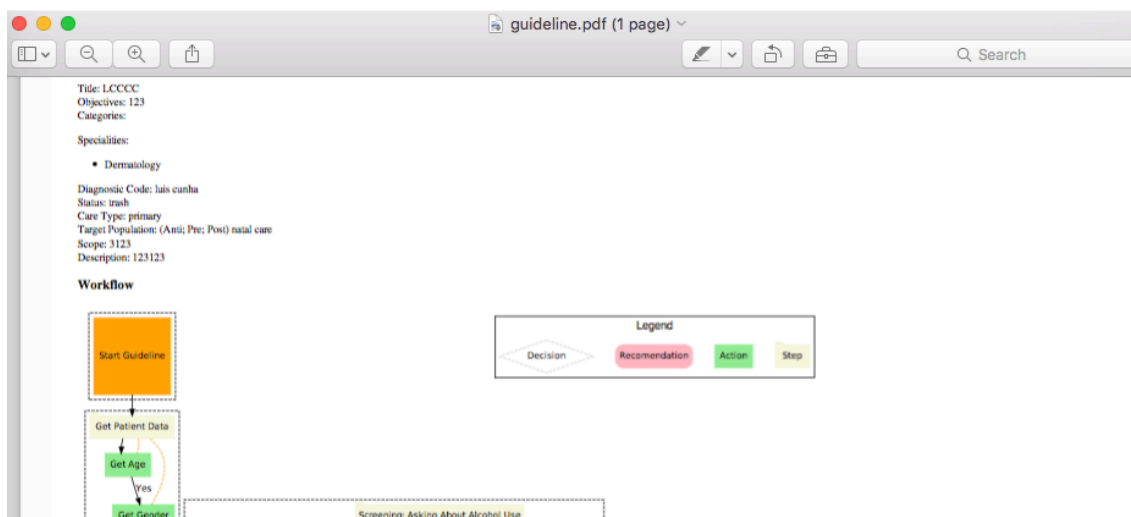 guideline.pdf (1 page)
Search
Title: LCCCC
Objectives: 123
Categories:
Specialities:
• Dermatology
Diagnostic Code: luis cunha
Status: trash
Care Type: primary
Target Population: (Anti; Pre; Post) natal care
Scope: 3123
Description: 123123
Workflow
Legend
Start Guideline
Decision
Recomendation
Action
Step
Get Patient Data
Get Age
Yes
Get Gender
Screening: Asking About Alcohol Use